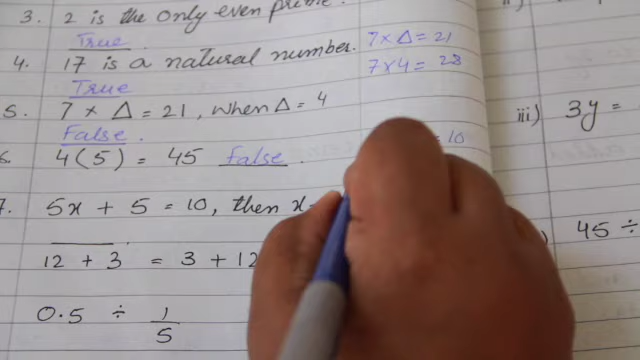 3. 2 is the only even prime.
True.
4. 17 is a natural number. 7 × Δ = 21
True 7 × 4 = 28
5. 7 × Δ = 21, when Δ = 4
False.
4(5) = 45 False. = 10
7. 5x + 5 = 10, then x =
12 + 3 = 3 + 12
0.5 ÷ 1/5
iii) 3y =
45 ÷